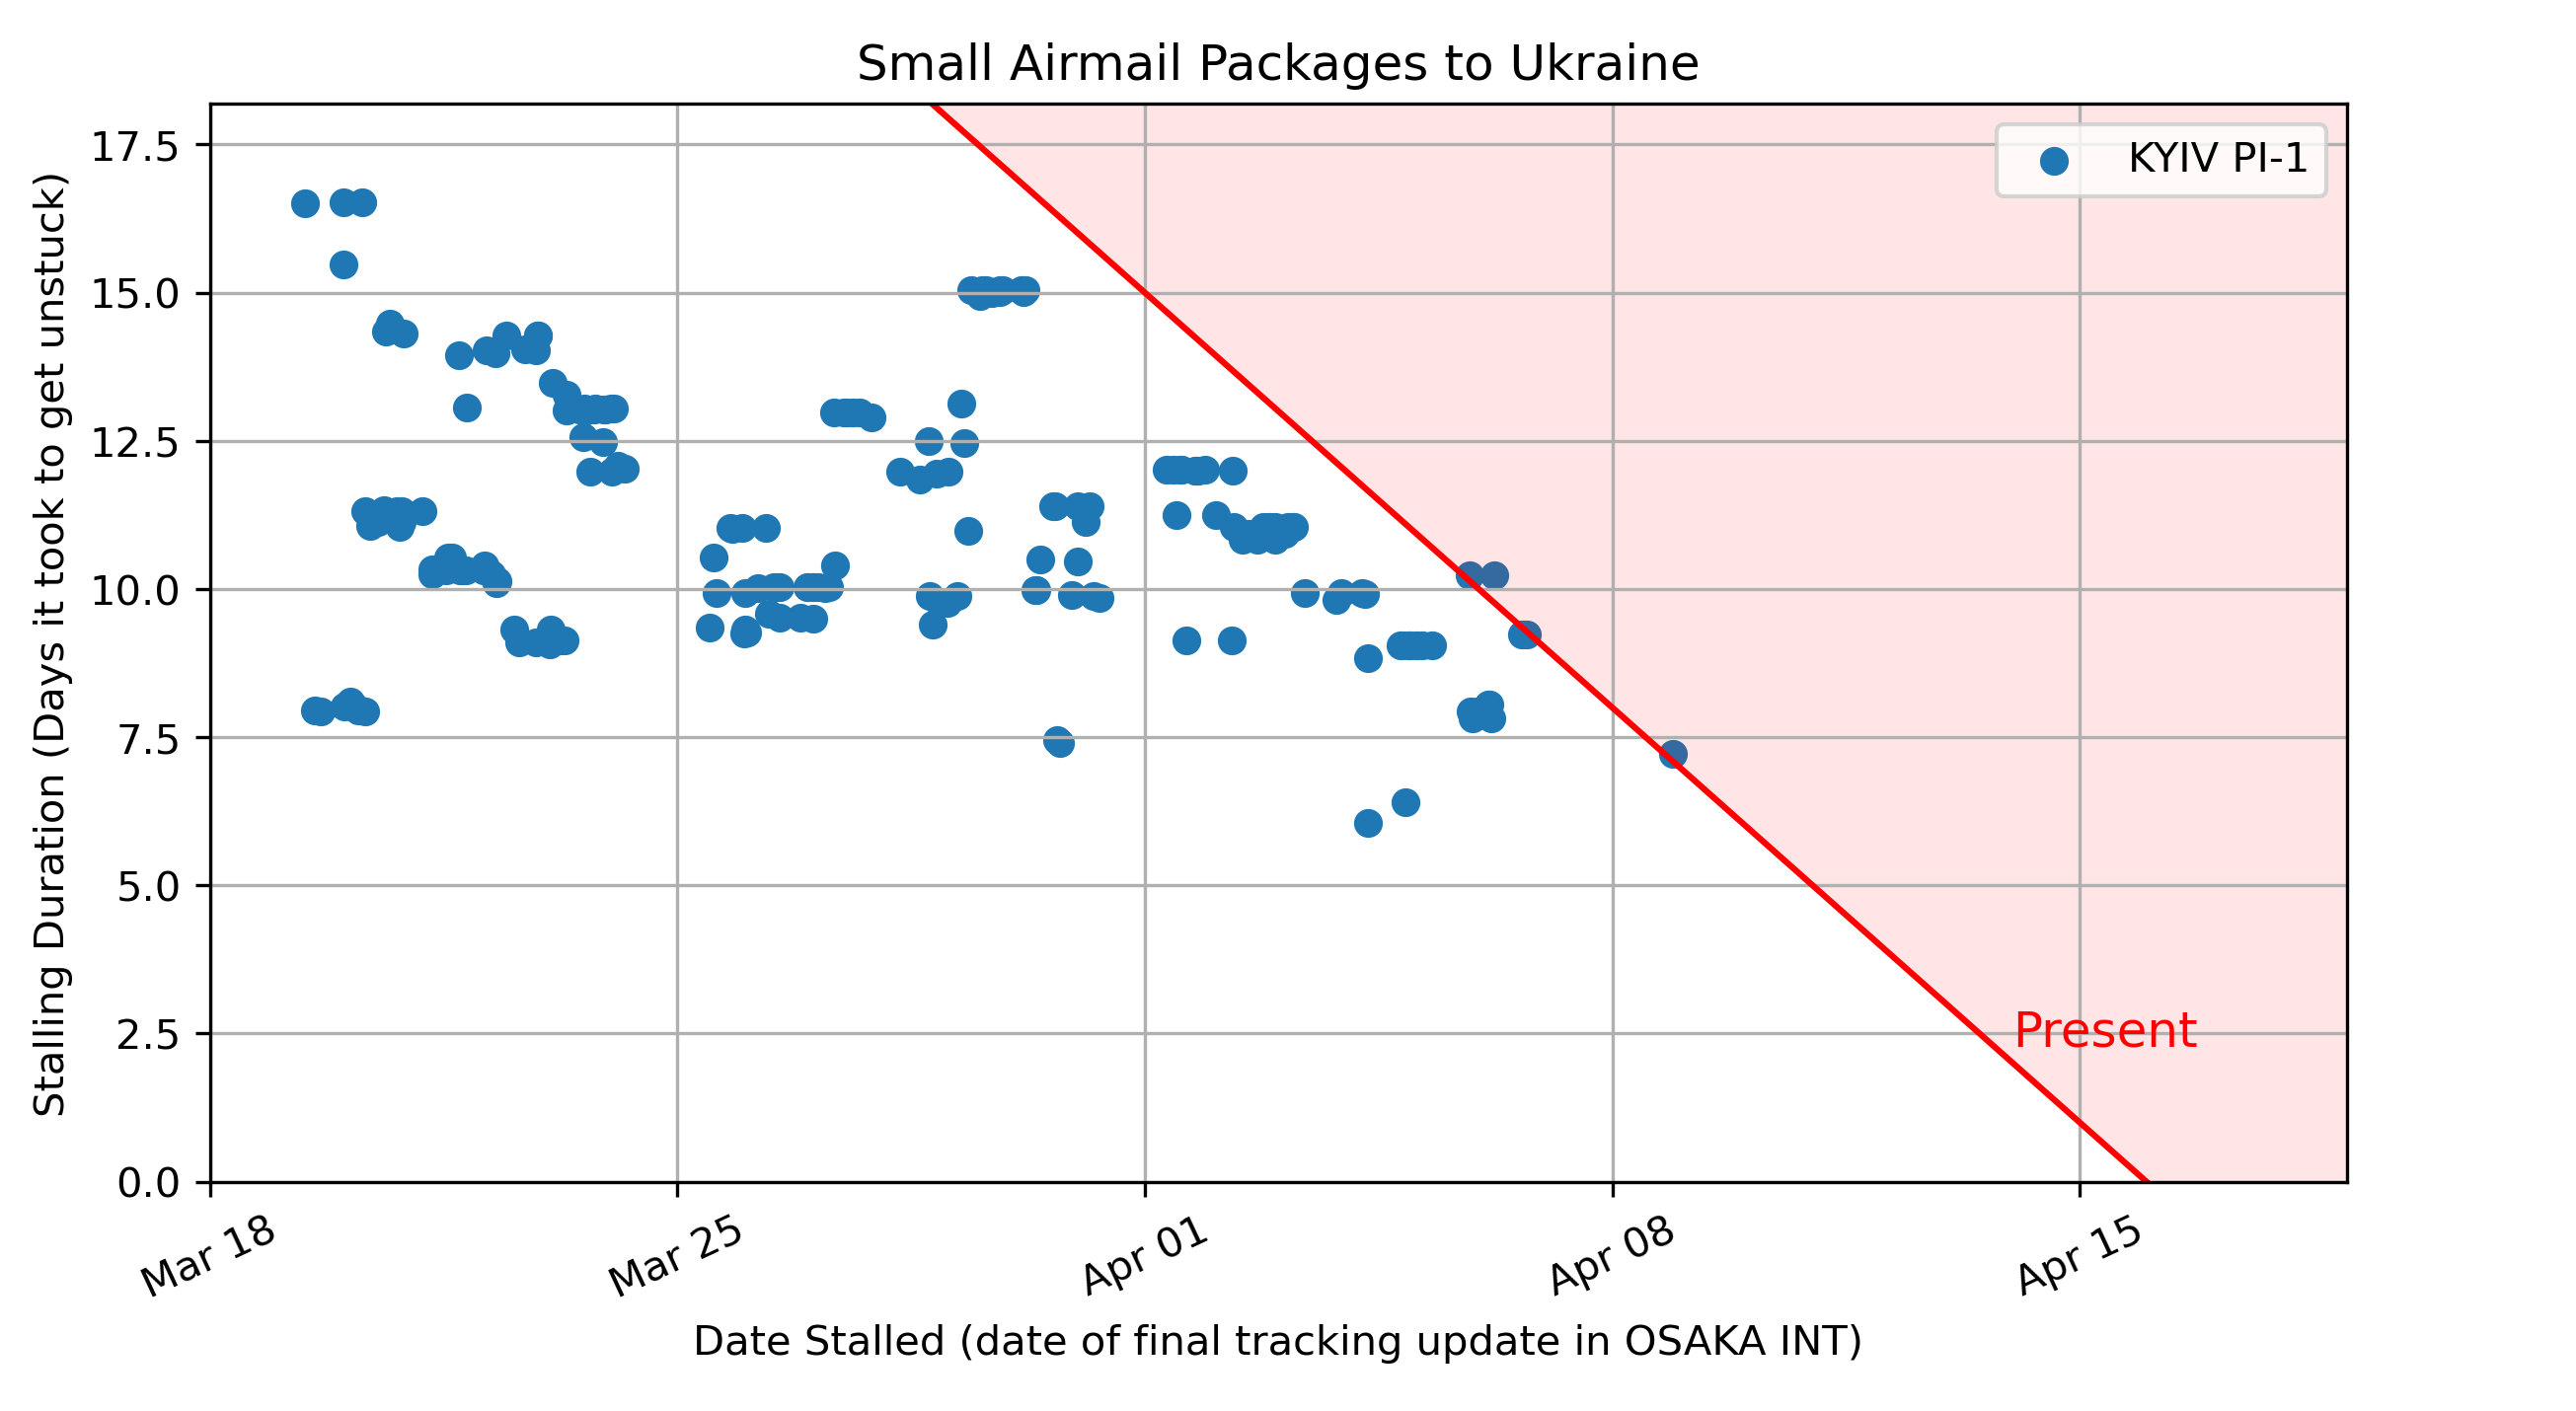 Small Airmail Packages to Ukraine
KYIV PI-1
17.5
15.0
12.5
10.0
7.5
5.0
2.5
0.0
Stalling Duration (Days it took to get unstuck)
Present
Mar 18
Mar 25
Apr 01
Apr 08
Apr 15
Date Stalled (date of final tracking update in OSAKA INT)